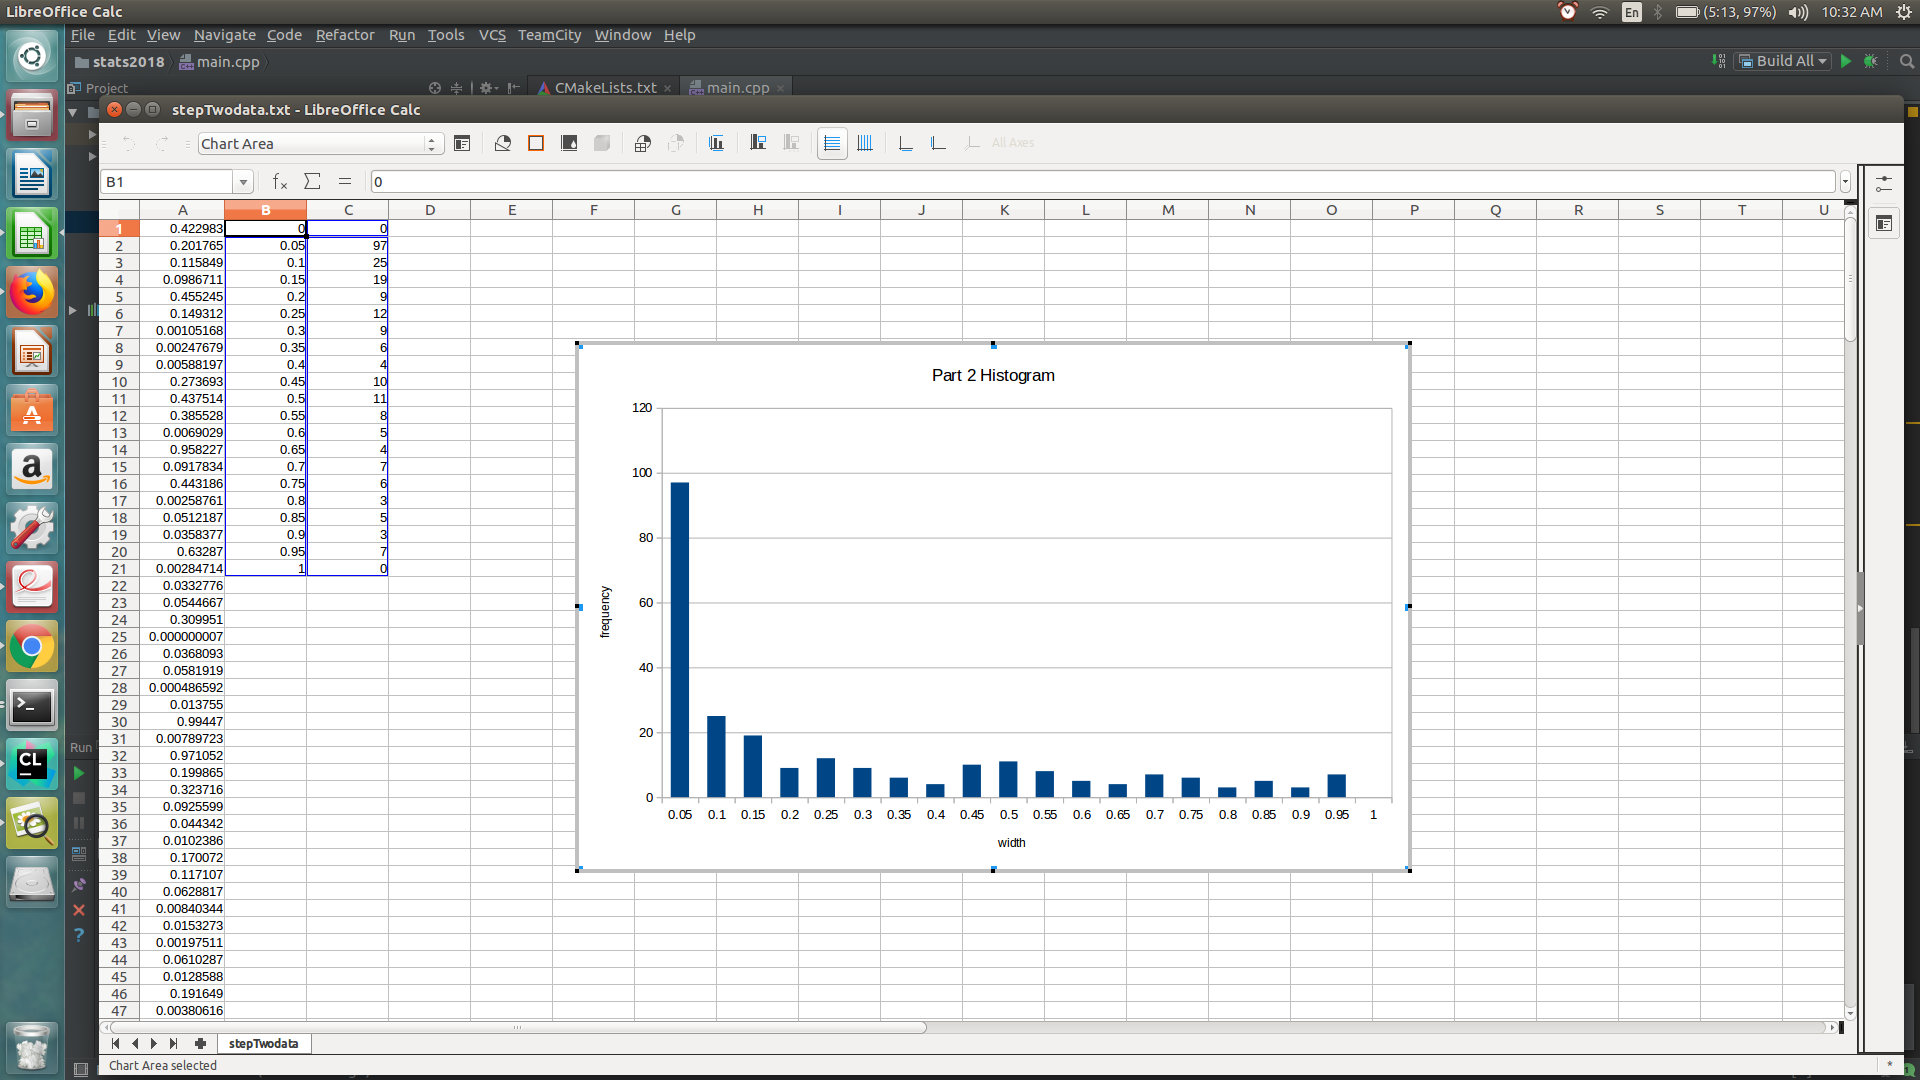 LibreOffice Calc
En
(5:13, 97%)
10:32 AM
File Edit View Navigate Code Refactor Run Tools VCS TeamCity Window Help
stats2018 main.cpp
Build All
Project
CMakeLists.txt
main.cpp
stepTwodata.txt - LibreOffice Calc
Chart Area
All Axes
B1
0
A B C D E F G H I J K L M N O P Q R S T U
1 0.422983 0 0
2 0.201765 0.05 97
3 0.115849 0.1 25
4 0.0986711 0.15 19
5 0.455245 0.2 9
6 0.149312 0.25 12
7 0.00105168 0.3 9
8 0.00247679 0.35 6
9 0.00588197 0.4 4
10 0.273693 0.45 10
11 0.437514 0.5 11
12 0.385528 0.55 8
13 0.0069029 0.6 5
14 0.958227 0.65 4
15 0.0917834 0.7 7
16 0.443186 0.75 6
17 0.00258761 0.8 3
18 0.0512187 0.85 5
19 0.0358377 0.9 3
20 0.63287 0.95 7
21 0.00284714 1 0
22 0.0332776
23 0.0544667
24 0.309951
25 0.000000007
26 0.0368093
27 0.0581919
28 0.000486592
29 0.013755
30 0.99447
31 0.00789723
32 0.971052
33 0.199865
34 0.323716
35 0.0925599
36 0.044342
37 0.0102386
38 0.170072
39 0.117107
40 0.0628817
41 0.00840344
42 0.0153273
43 0.00197511
44 0.0610287
45 0.0128588
46 0.191649
47 0.00380616
Part 2 Histogram
120
100
80
60
40
20
0
frequency
0.05 0.1 0.15 0.2 0.25 0.3 0.35 0.4 0.45 0.5 0.55 0.6 0.65 0.7 0.75 0.8 0.85 0.9 0.95 1
width
Run
CL
stepTwodata
Chart Area selected